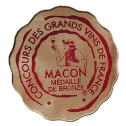 CONCOURS DES GRANDS VINS DE FRANCE
MACON
MÉDAILLE
DE BRONZE